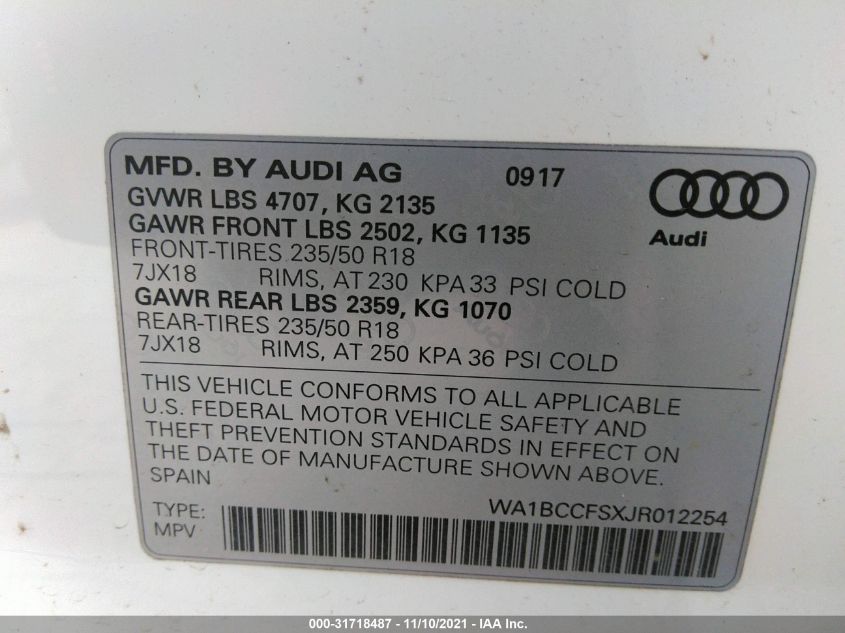 MFD. BY AUDI AG 0917
GVWR LBS 4707, KG 2135
GAWR FRONT LBS 2502, KG 1135
Audi
FRONT-TIRES 235/50 R18
7JX18 RIMS, AT 230 KPA 33 PSI COLD
GAWR REAR LBS 2359, KG 1070
REAR-TIRES 235/50 R18
7JX18 RIMS, AT 250 KPA 36 PSI COLD
THIS VEHICLE CONFORMS TO ALL APPLICABLE
U.S. FEDERAL MOTOR VEHICLE SAFETY AND
THEFT PREVENTION STANDARDS IN EFFECT ON
THE DATE OF MANUFACTURE SHOWN ABOVE.
SPAIN
WA1BCCFSXJR012254
TYPE:
MPV
000-31718487 - 11/10/2021 - IAA Inc.